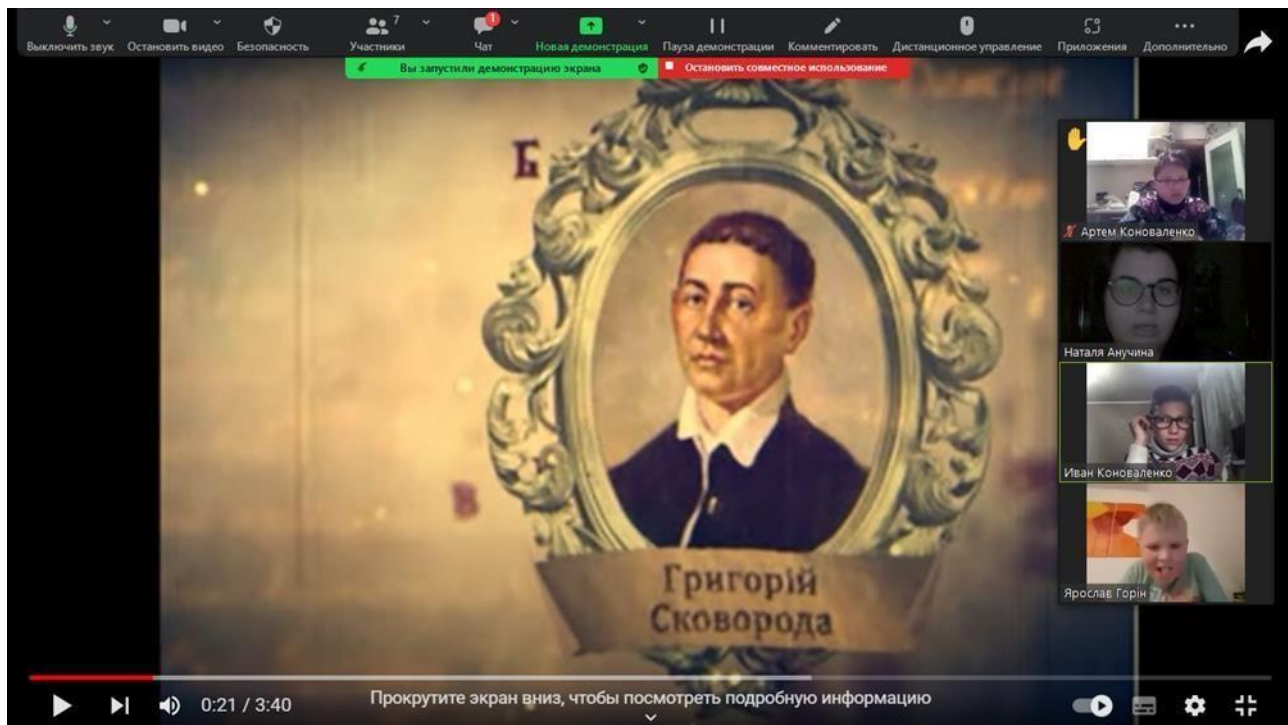 Выключить звук
Остановить видео
Безопасность
7
Участники
1
Чат
Новая демонстрация
Пауза демонстрации
Комментировать
Дистанционное управление
Приложения
Дополнительно
Вы запустили демонстрацию экрана
Остановить совместное использование
Б
В
Григорій
Сковорода
Артем Коноваленко
Наталя Анучина
Иван Коноваленко
Ярослав Горін
0:21 / 3:40
Прокрутите экран вниз, чтобы посмотреть подробную информацию